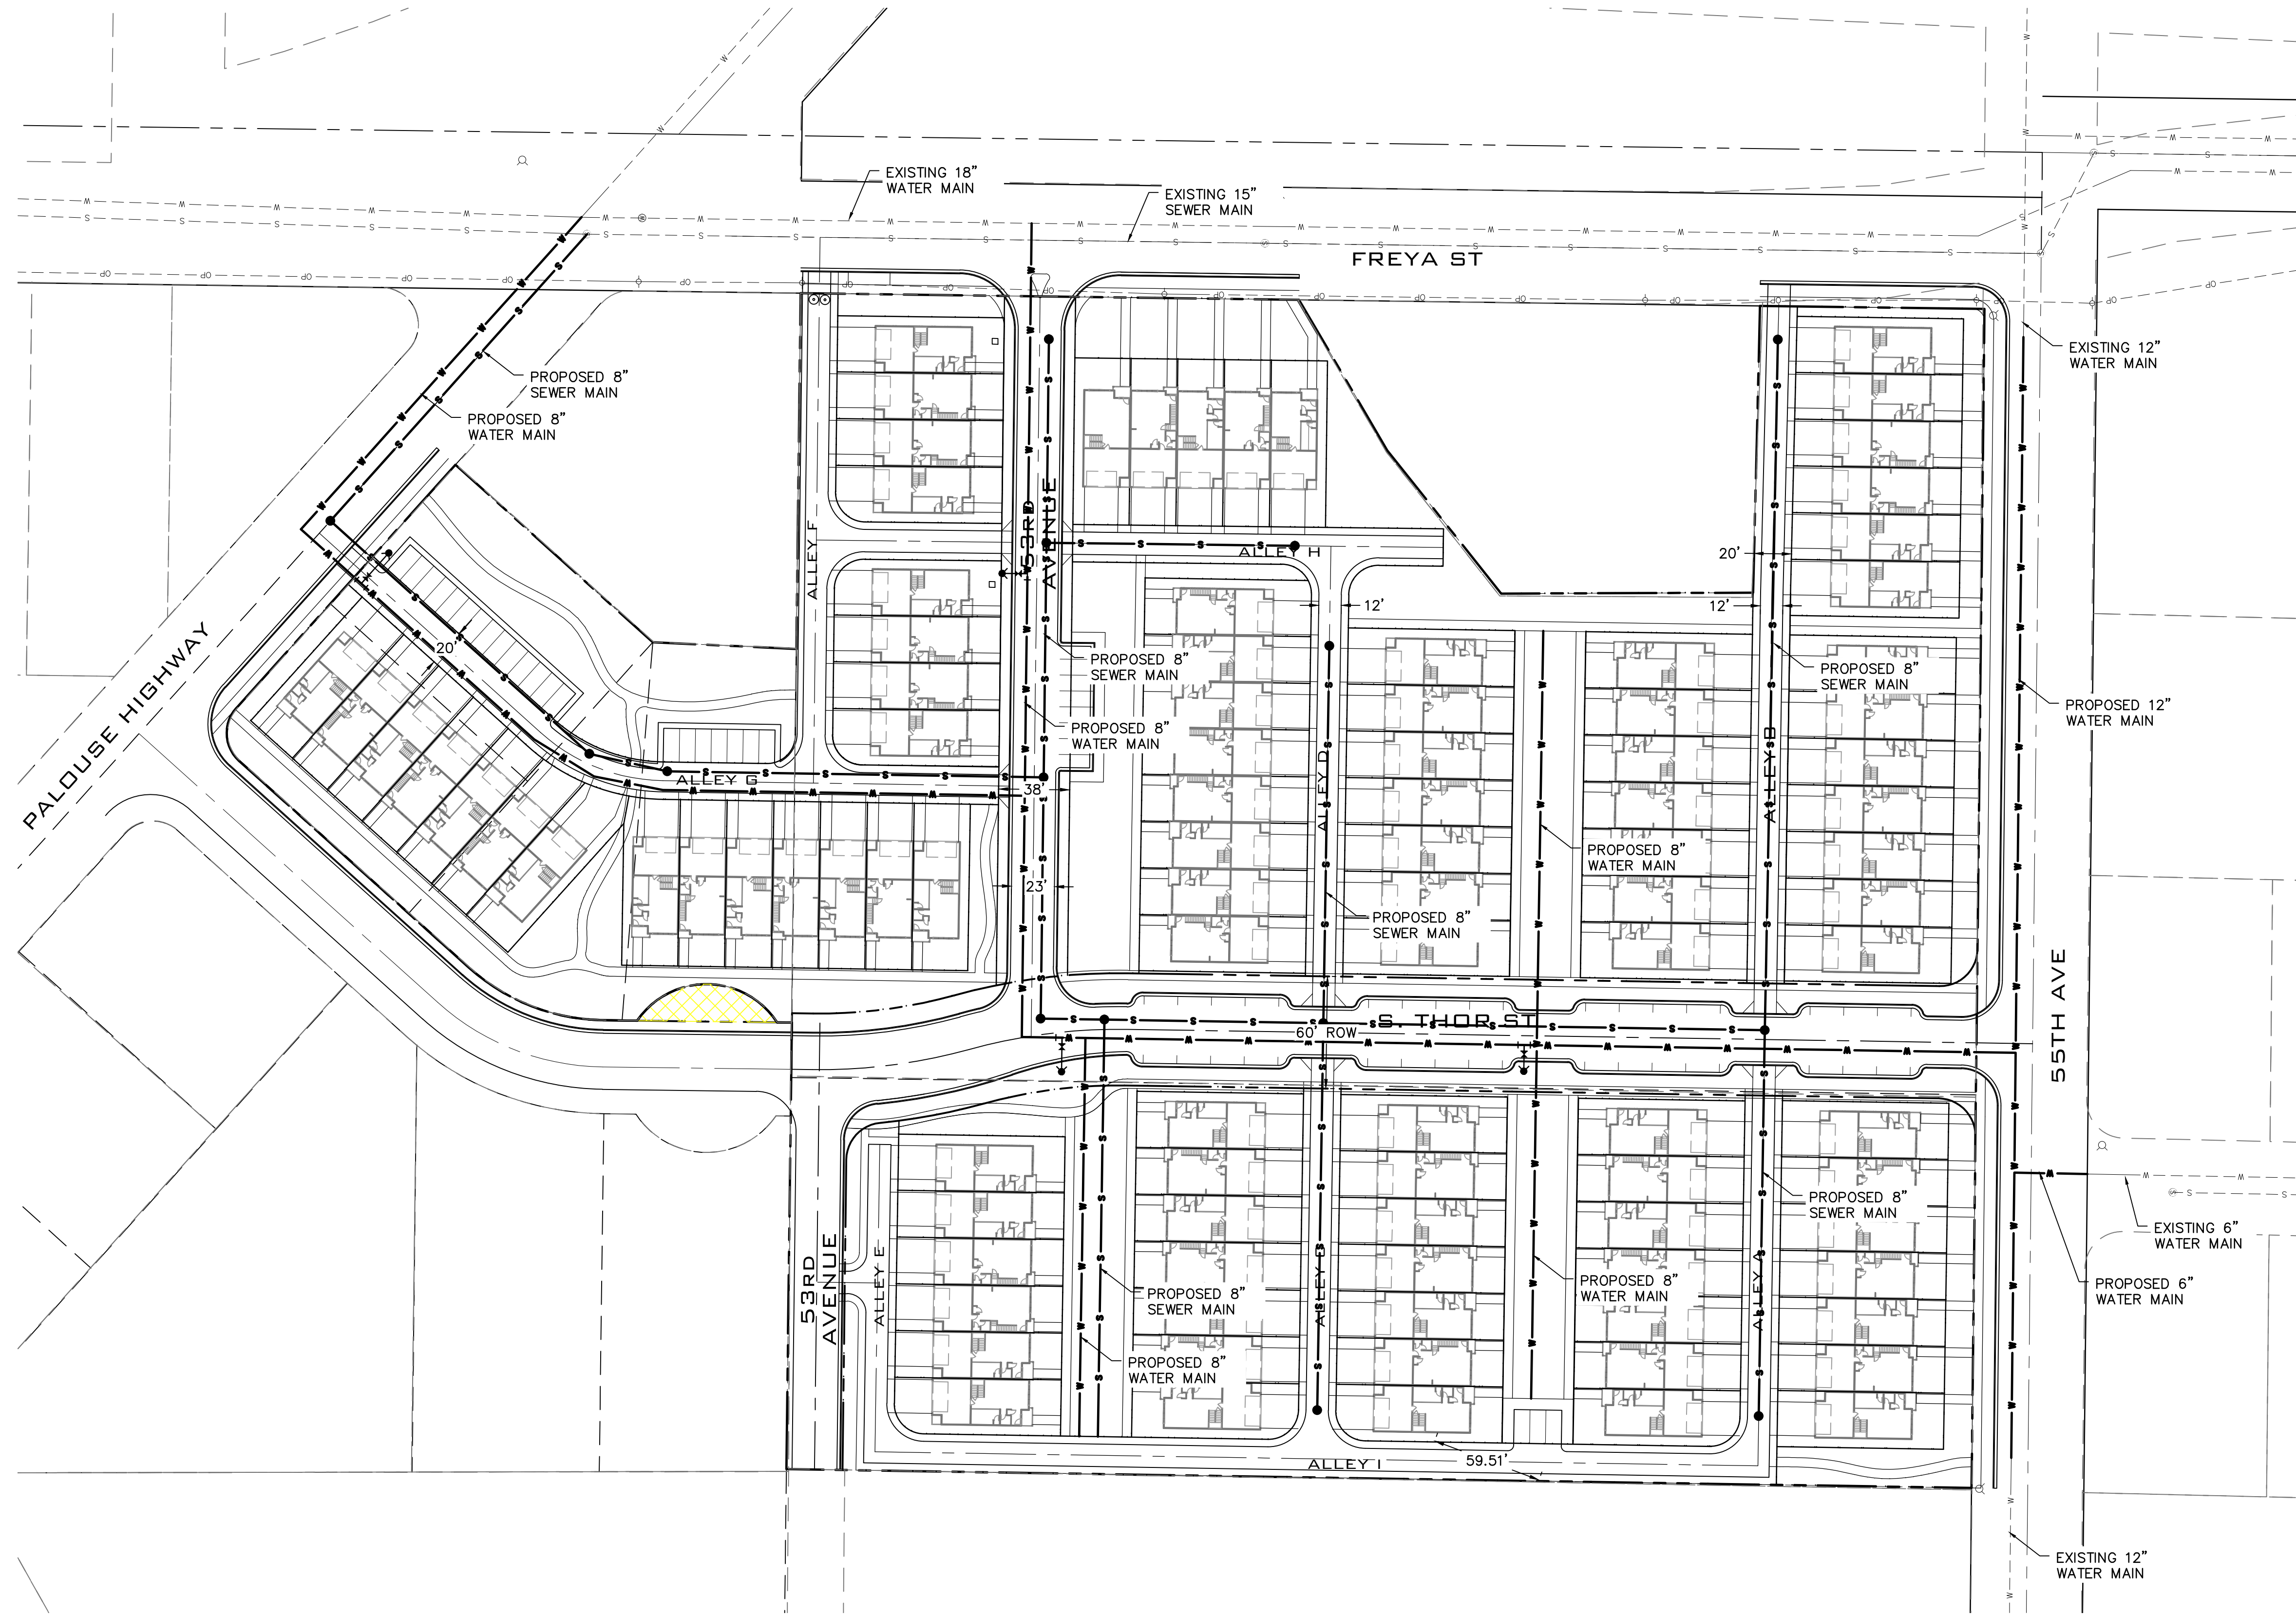 EXISTING 18"
WATER MAIN
EXISTING 15"
SEWER MAIN
FREYA ST
EXISTING 12"
WATER MAIN
PROPOSED 8"
SEWER MAIN
PROPOSED 8"
WATER MAIN
53RD
AVENUE
ALLEY F
ALLEY H
20'
12'
12'
20'
PROPOSED 8"
SEWER MAIN
PROPOSED 8"
SEWER MAIN
PROPOSED 12"
WATER MAIN
PALOUSE HIGHWAY
PROPOSED 8"
WATER MAIN
ALLEY G
38'
ALLEY D
ALLEY B
PROPOSED 8"
WATER MAIN
23'
PROPOSED 8"
SEWER MAIN
S. THOR ST
60' ROW
55TH AVE
PROPOSED 8"
SEWER MAIN
EXISTING 6"
WATER MAIN
53RD
AVENUE
ALLEY E
PROPOSED 8"
SEWER MAIN
PROPOSED 8"
WATER MAIN
PROPOSED 6"
WATER MAIN
PROPOSED 8"
WATER MAIN
ALLEY
ALLEY A
ALLEY I
59.51'
EXISTING 12"
WATER MAIN